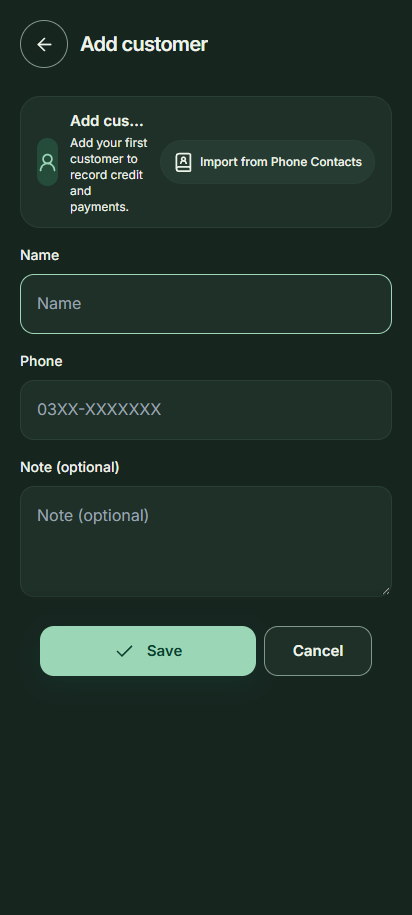 Add customer
Add cus...
Add your first
customer to
record credit
and
payments.
Import from Phone Contacts
Name
Name
Phone
03XX-XXXXXXX
Note (optional)
Note (optional)
Save
Cancel